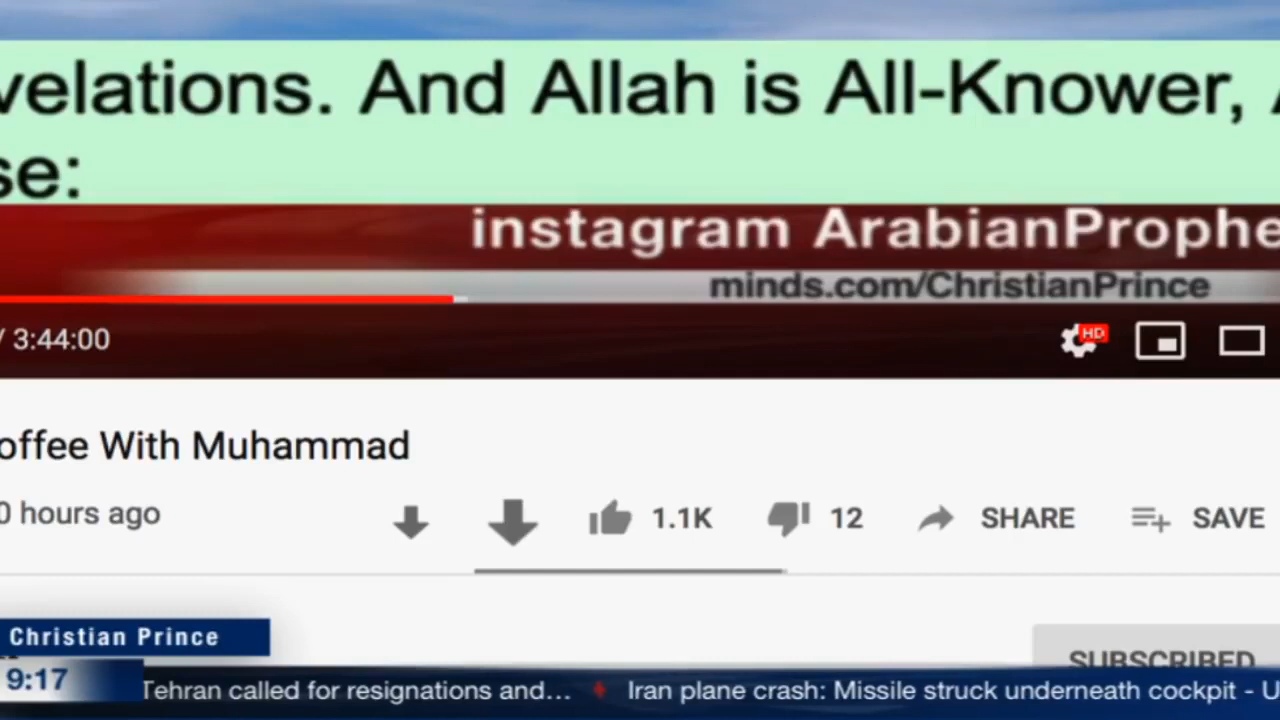 velations. And Allah is All-Knower,
se:
instagram ArabianProphe
minds.com/ChristianPrince
/ 3:44:00
HD
offee With Muhammad
0 hours ago
1.1K 12 SHARE SAVE
Christian Prince
SUBSCRIBED
9:17
Tehran called for resignations and... Iran plane crash: Missile struck underneath cockpit - U